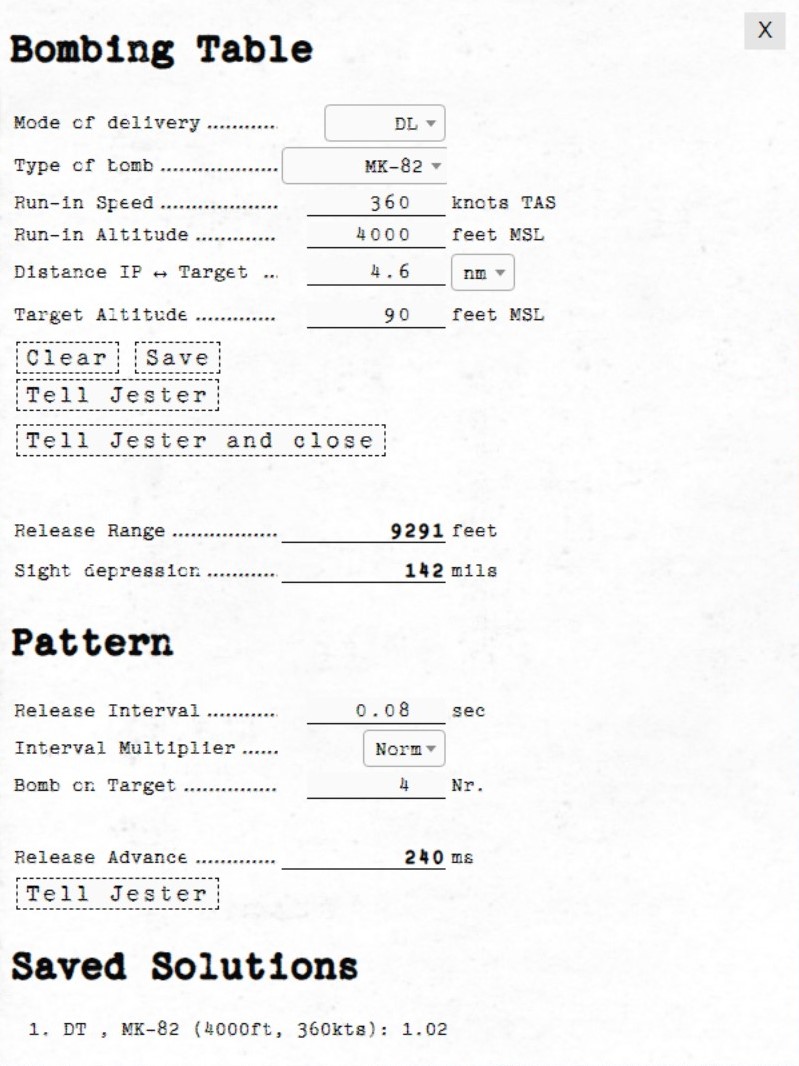 X
Bombing Table
Mode of delivery ............ DL
Type of bomb .................... MK-82
Run-in Speed .................... 360 knots TAS
Run-in Altitude .............. 4000 feet MSL
Distance IP ↔ Target .. 4.6 nm
Target Altitude .............. 90 feet MSL
Clear Save
Tell Jester
Tell Jester and close
Release Range .................. 9291 feet
Sight depression ............ 142 mils
Pattern
Release Interval ............ 0.08 sec
Interval Multiplier ...... Norm
Bomb on Target ................ 4 Nr.
Release Advance .............. 240 ms
Tell Jester
Saved Solutions
1. DT , MK-82 (4000ft, 360kts): 1.02